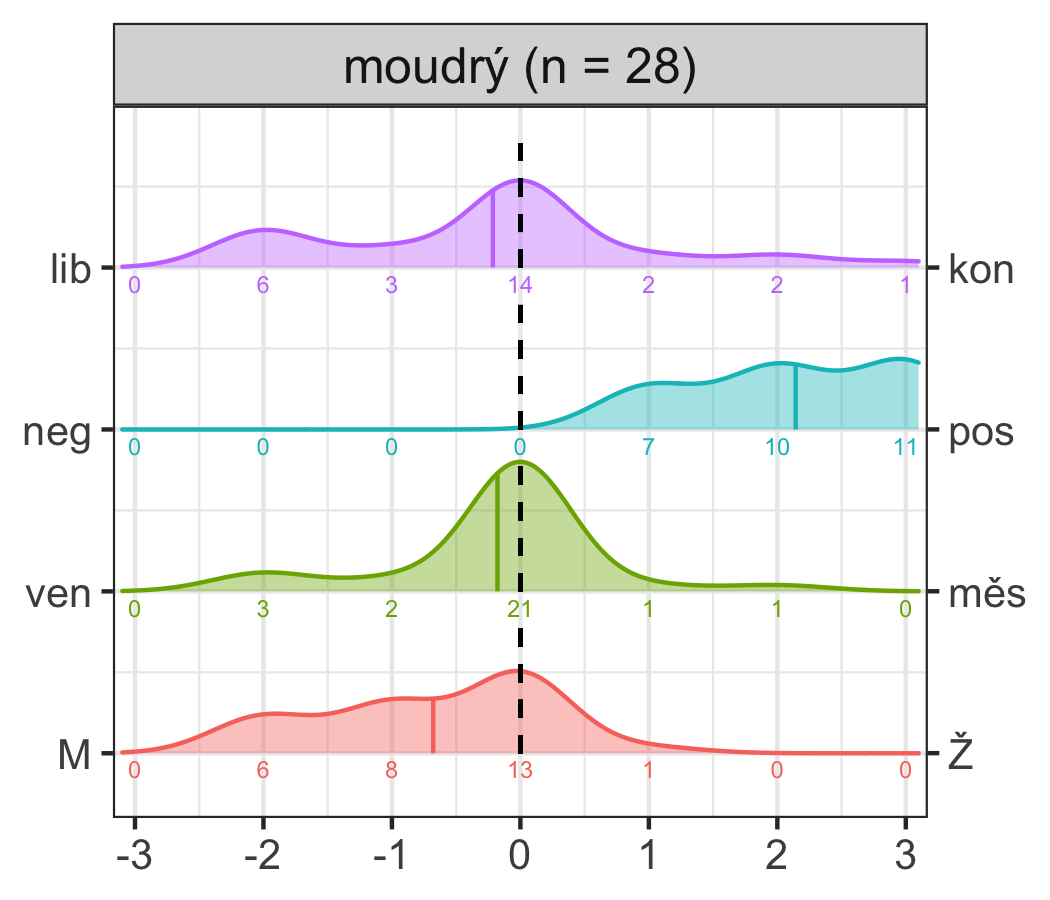 moudrý (n = 28)
lib kon
0 6 3 14 2 2 1
neg pos
0 0 0 0 7 10 11
ven měs
0 3 2 21 1 1 0
M Ž
0 6 8 13 1 0 0
-3 -2 -1 0 1 2 3